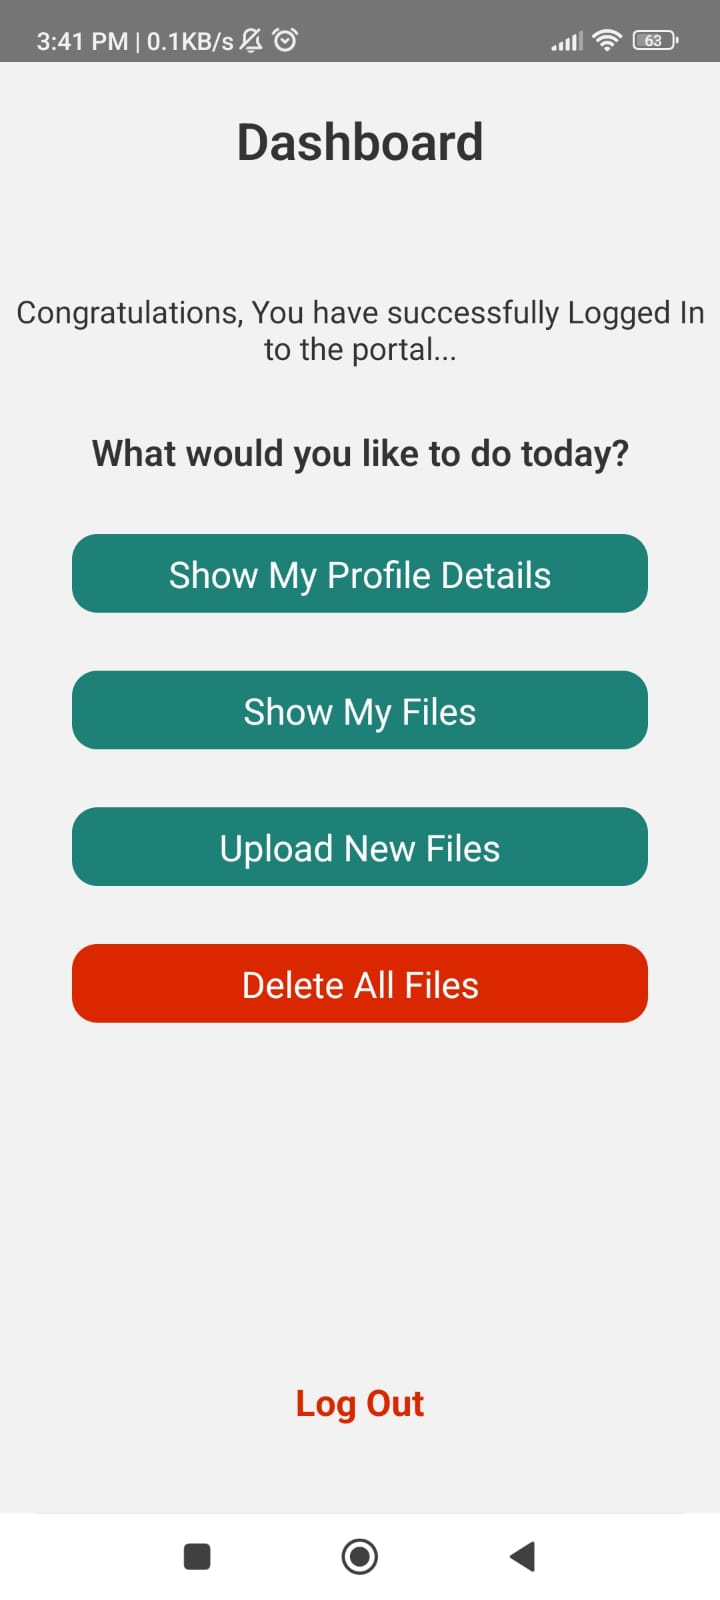 3:41 PM | 0.1KB/s
63
Dashboard
Congratulations, You have successfully Logged In
to the portal...
What would you like to do today?
Show My Profile Details
Show My Files
Upload New Files
Delete All Files
Log Out